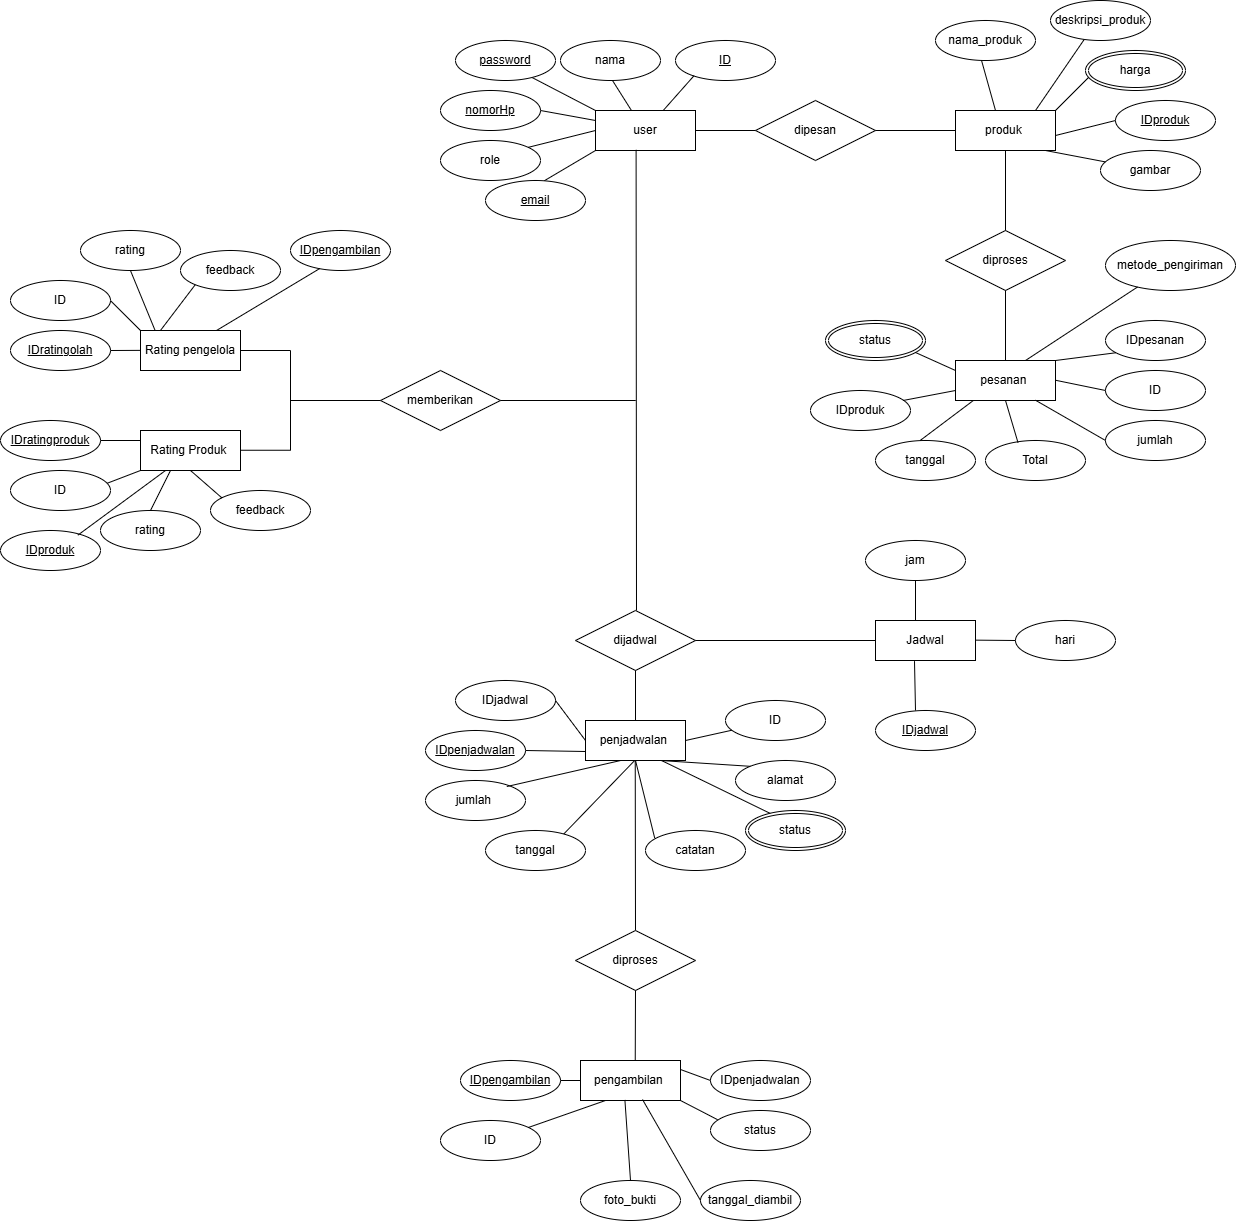 deskripsi_produk
nama_produk
harga
IDproduk
gambar
password
nama
ID
nomorHp
role
email
user
dipesan
produk
diproses
metode_pengiriman
status
IDpesanan
pesanan
ID
IDproduk
jumlah
tanggal
Total
rating
feedback
IDpengambilan
ID
IDratingolah
Rating pengelola
memberikan
IDratingproduk
Rating Produk
ID
feedback
rating
IDproduk
jam
dijadwal
Jadwal
hari
IDjadwal
IDjadwal
ID
penjadwalan
IDpenjadwalan
alamat
jumlah
status
tanggal
catatan
diproses
IDpengambilan
pengambilan
IDpenjadwalan
ID
status
foto_bukti
tanggal_diambil